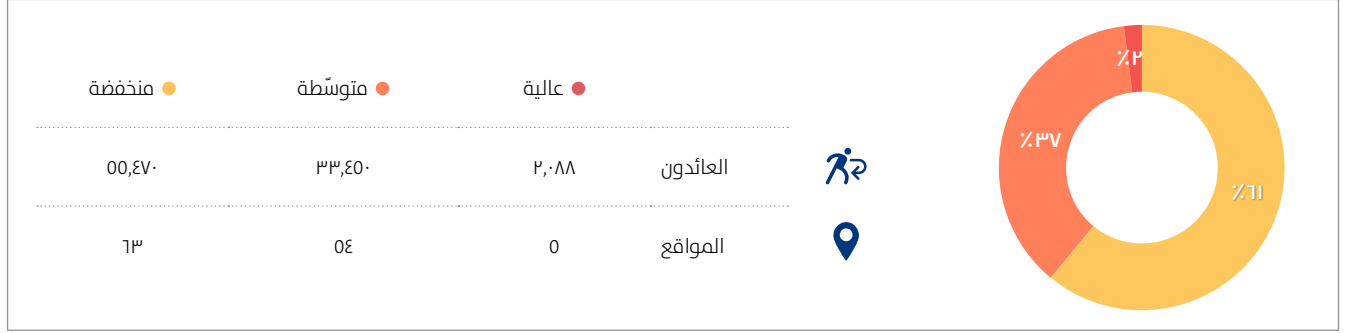 عالية متوسّطة منخفضة
العائدون ٢,٠٨٨ ٣٣,٤٥٠ ٥٥,٤٧٠
المواقع ٥ ٥٤ ٦٣
٪٢
٪٣٧
٪٦١